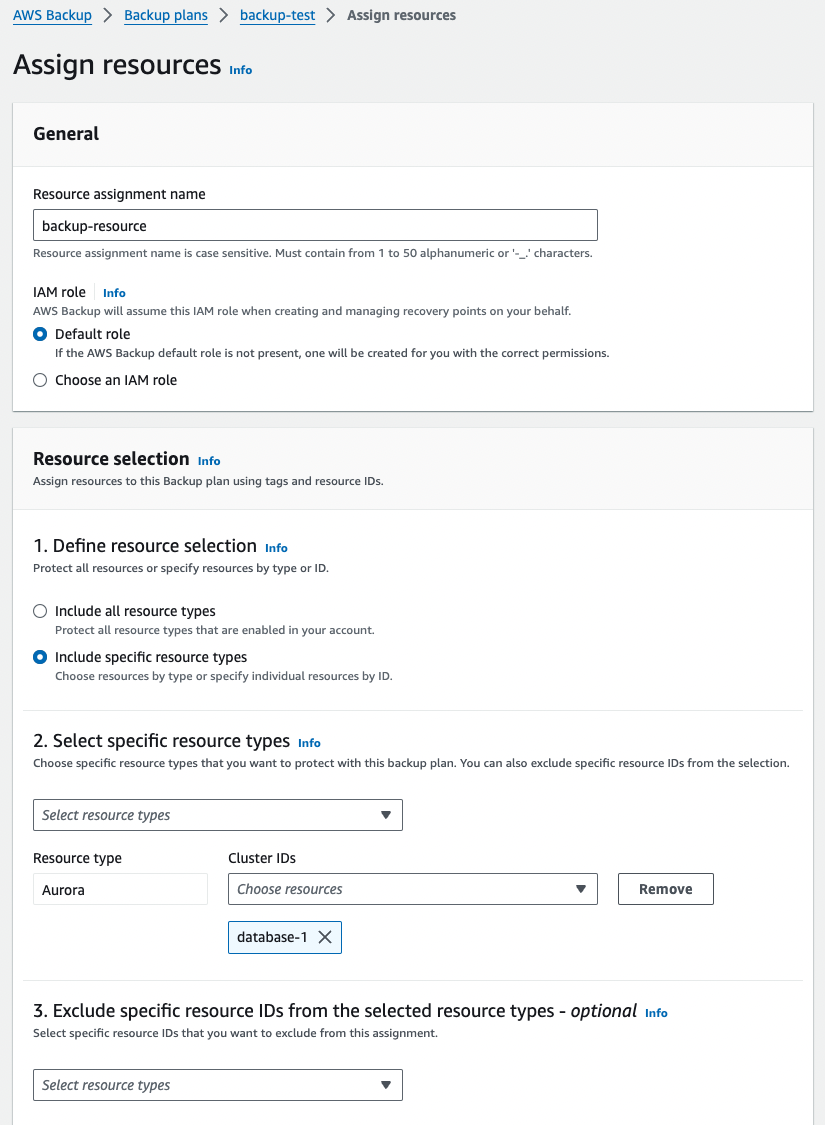 AWS Backup > Backup plans > backup-test > Assign resources
Assign resources Info
General
Resource assignment name
backup-resource
Resource assignment name is case sensitive. Must contain from 1 to 50 alphanumeric or '-_.' characters.
IAM role Info
AWS Backup will assume this IAM role when creating and managing recovery points on your behalf.
Default role
If the AWS Backup default role is not present, one will be created for you with the correct permissions.
Choose an IAM role
Resource selection Info
Assign resources to this Backup plan using tags and resource IDs.
1. Define resource selection Info
Protect all resources or specify resources by type or ID.
Include all resource types
Protect all resource types that are enabled in your account.
Include specific resource types
Choose resources by type or specify individual resources by ID.
2. Select specific resource types Info
Choose specific resource types that you want to protect with this backup plan. You can also exclude specific resource IDs from the selection.
Select resource types
Resource type Cluster IDs
Aurora Choose resources Remove
database-1
3. Exclude specific resource IDs from the selected resource types - optional Info
Select specific resource IDs that you want to exclude from this assignment.
Select resource types